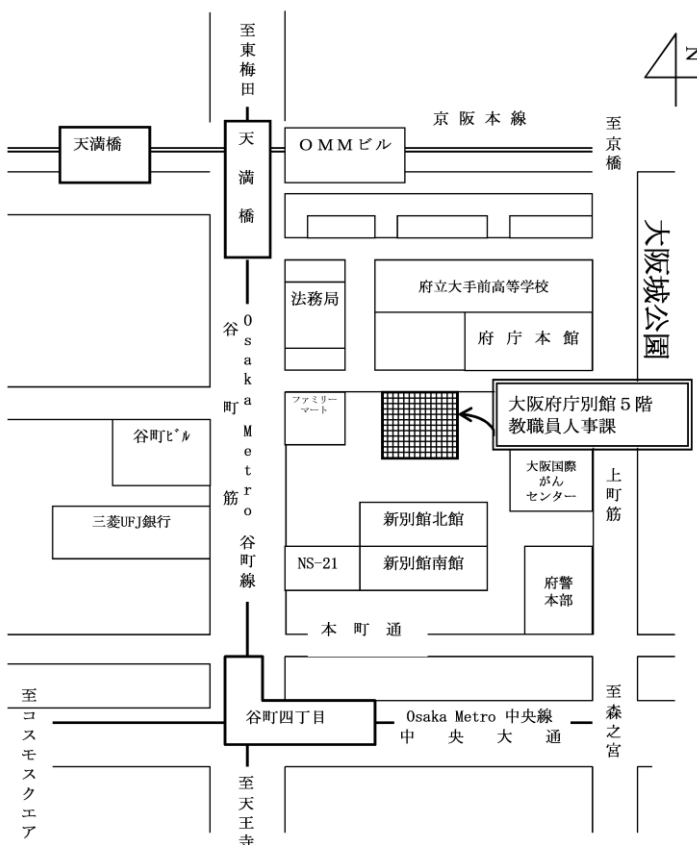 至東梅田
N
京阪本線
至京橋
天満橋
天満橋
OMMビル
大阪城公園
法務局
府立大手前高等学校
府庁本館
谷町筋
Osaka Metro 谷町線
ファミリー
マート
大阪府庁別館5階
教職員人事課
谷町ビル
大阪国際
がん
センター
上町筋
三菱UFJ銀行
新別館北館
NS-21
新別館南館
府警
本部
本町通
至コスモスクエア
谷町四丁目
Osaka Metro 中央線
中央大通
至森之宮
至天王寺